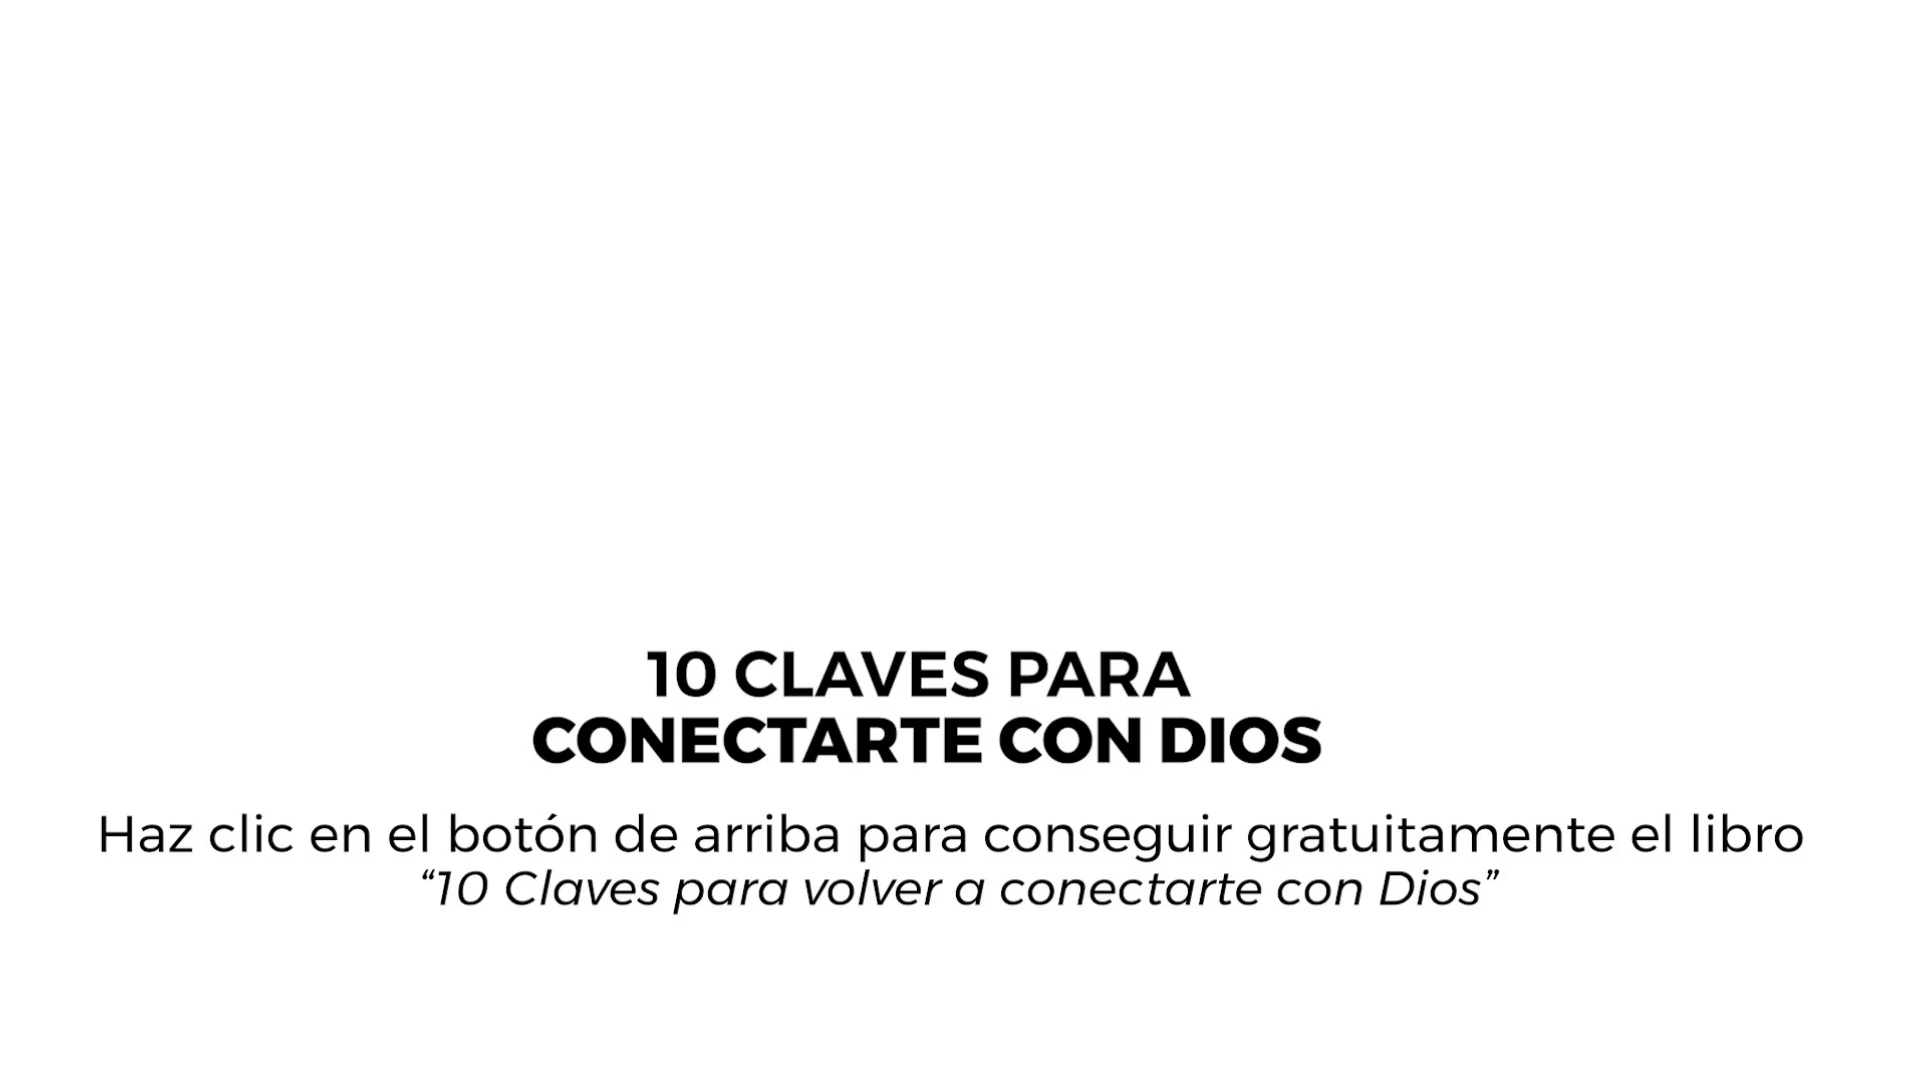 10 CLAVES PARA
CONECTARTE CON DIOS
Haz clic en el botón de arriba para conseguir gratuitamente el libro
“10 Claves para volver a conectarte con Dios”